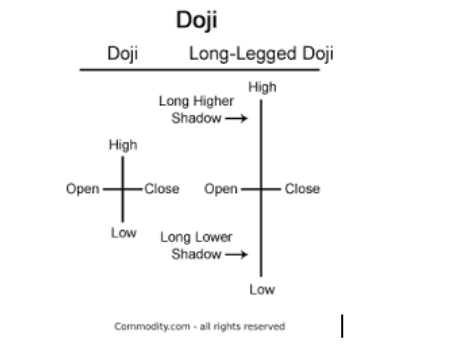 Doji
Doji Long-Legged Doji
High
Long Higher
Shadow
High
Open Close Open Close
Low Long Lower
Shadow
Low
Commodity.com - all rights reserved